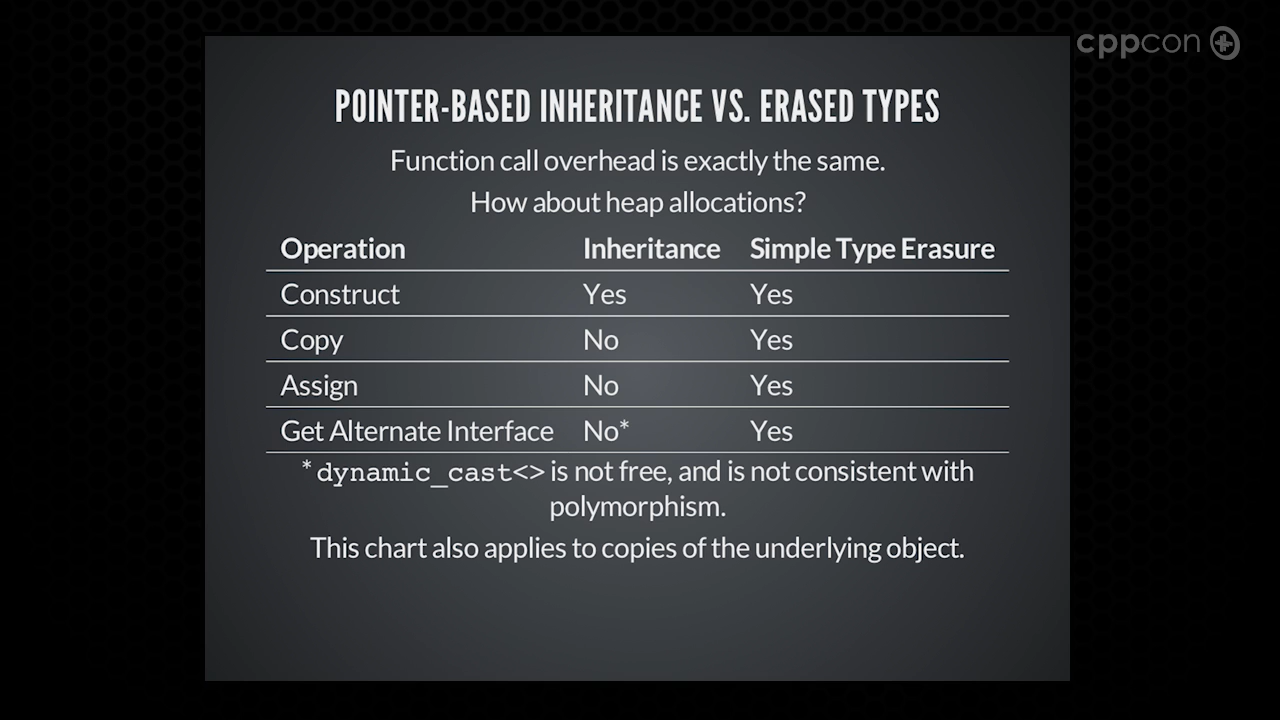 cppcon
POINTER-BASED INHERITANCE VS. ERASED TYPES
Function call overhead is exactly the same.
How about heap allocations?
Operation Inheritance Simple Type Erasure
Construct Yes Yes
Copy No Yes
Assign No Yes
Get Alternate Interface No* Yes
* dynamic_cast<> is not free, and is not consistent with
polymorphism.
This chart also applies to copies of the underlying object.